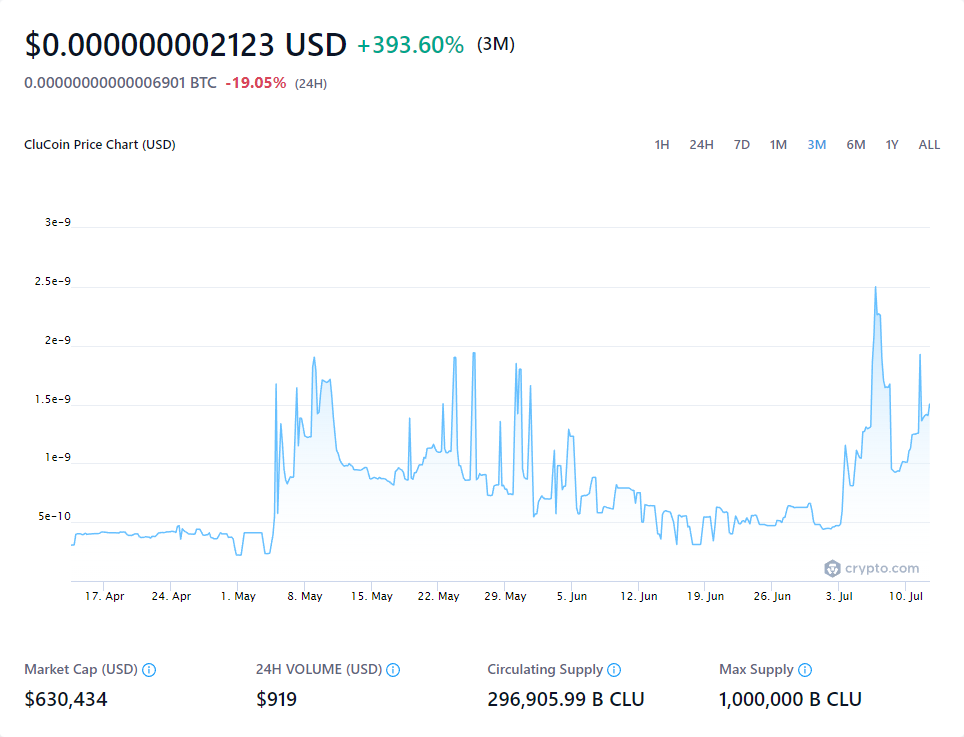 $0.000000002123 USD +393.60% (3M)
0.00000000000006901 BTC -19.05% (24H)
CluCoin Price Chart (USD)
1H 24H 7D 1M 3M 6M 1Y ALL
3e-9
2.5e-9
2e-9
1.5e-9
1e-9
5e-10
crypto.com
17. Apr 24. Apr 1. May 8. May 15. May 22. May 29. May 5. Jun 12. Jun 19. Jun 26. Jun 3. Jul 10. Jul
Market Cap (USD) 24H VOLUME (USD) Circulating Supply Max Supply
$630,434 $919 296,905.99 B CLU 1,000,000 B CLU